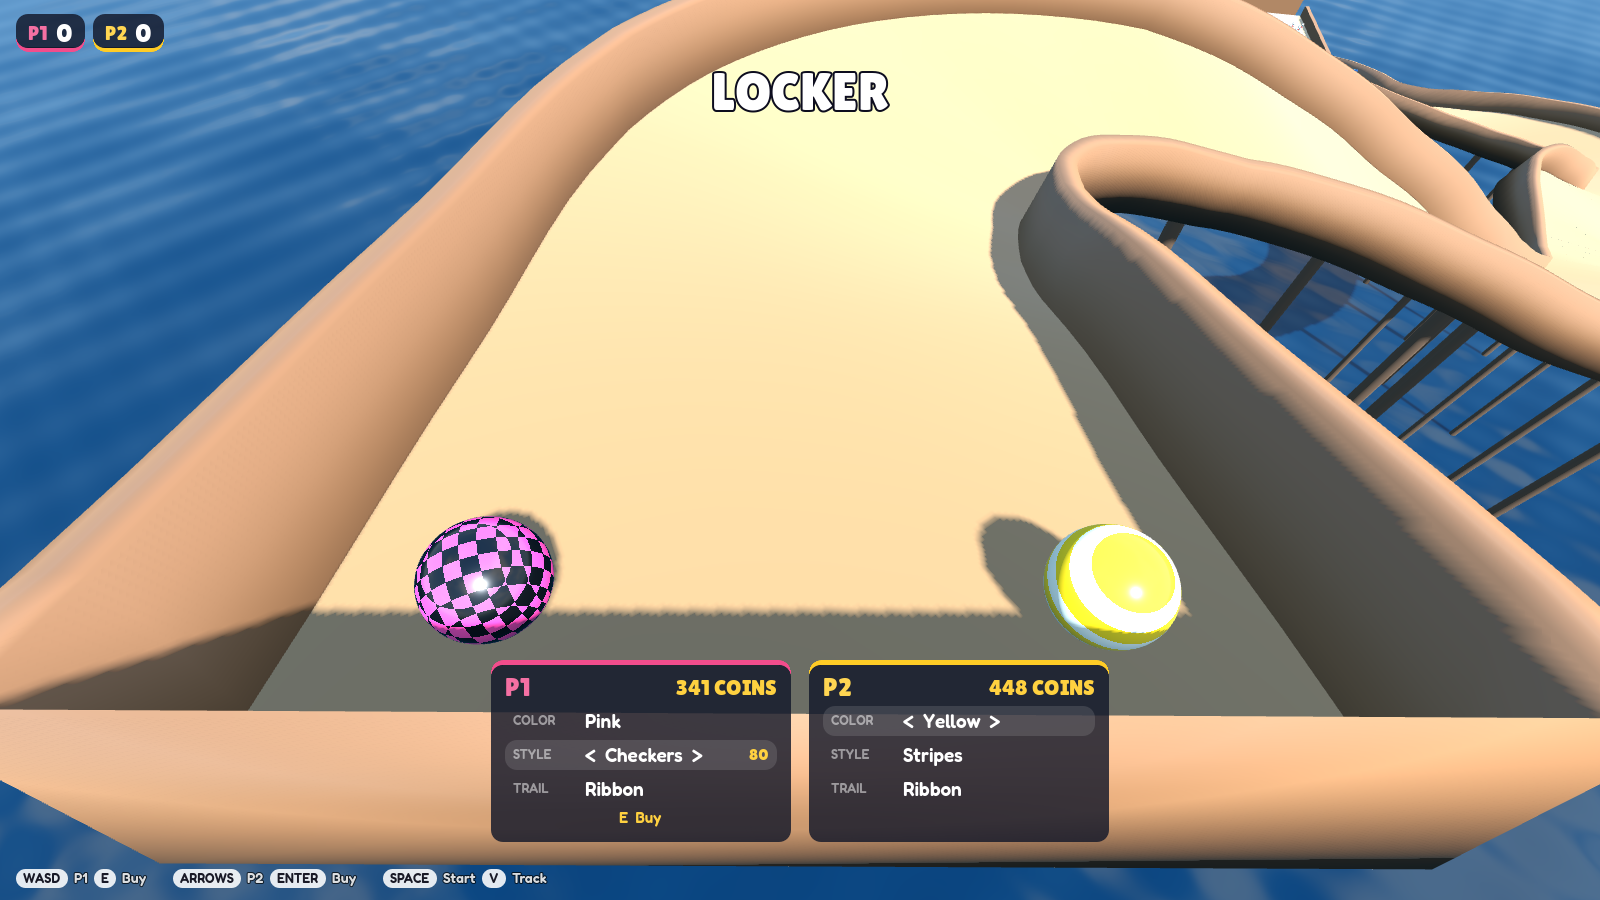 P1 0 P2 0
LOCKER
P1 341 COINS
COLOR Pink
STYLE < Checkers > 80
TRAIL Ribbon
E Buy
P2 448 COINS
COLOR < Yellow >
STYLE Stripes
TRAIL Ribbon
WASD P1 E Buy ARROWS P2 ENTER Buy SPACE Start V Track